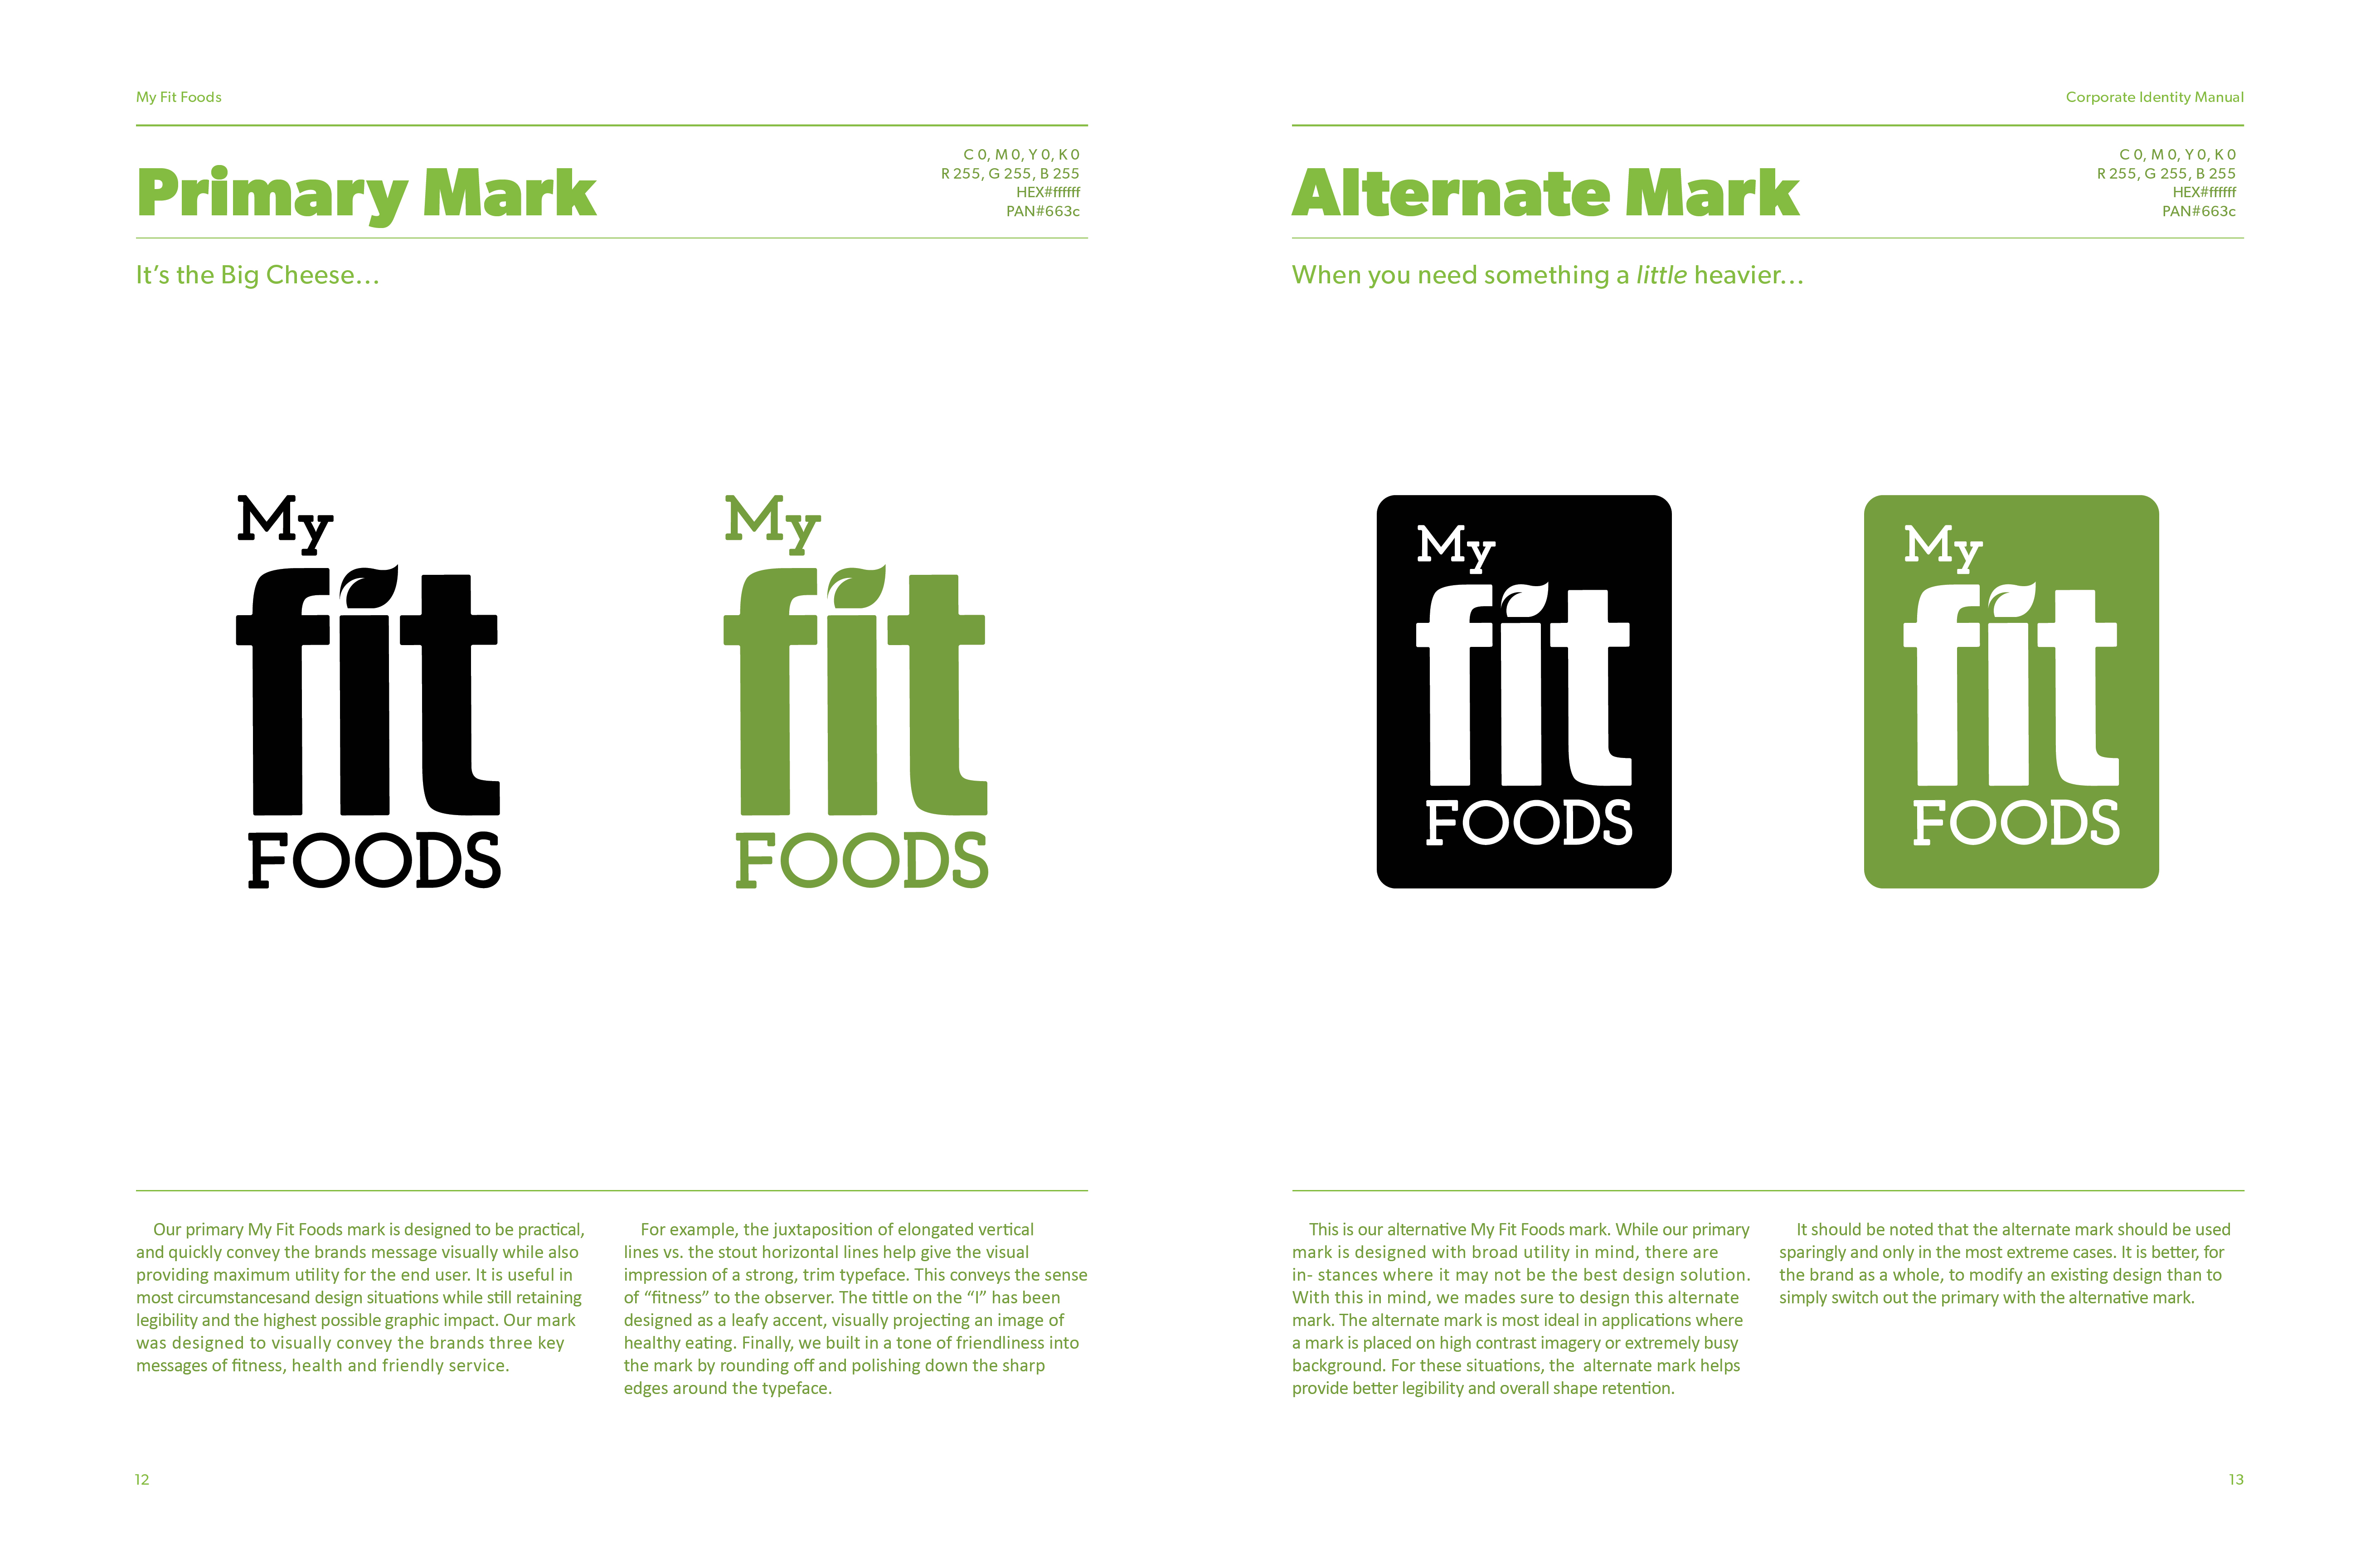 My Fit Foods
Primary Mark
C 0, M 0, Y 0, K 0
R 255, G 255, B 255
HEX#ffffff
PAN#663c
It’s the Big Cheese…
My
fit
FOODS
My
fit
FOODS
Our primary My Fit Foods mark is designed to be practical,
and quickly convey the brands message visually while also
providing maximum utility for the end user. It is useful in
most circumstancesand design situations while still retaining
legibility and the highest possible graphic impact. Our mark
was designed to visually convey the brands three key
messages of fitness, health and friendly service.
For example, the juxtaposition of elongated vertical
lines vs. the stout horizontal lines help give the visual
impression of a strong, trim typeface. This conveys the sense
of “fitness” to the observer. The tittle on the “I” has been
designed as a leafy accent, visually projecting an image of
healthy eating. Finally, we built in a tone of friendliness into
the mark by rounding off and polishing down the sharp
edges around the typeface.
12
Corporate Identity Manual
Alternate Mark
C 0, M 0, Y 0, K 0
R 255, G 255, B 255
HEX#ffffff
PAN#663c
When you need something a little heavier…
My
fit
FOODS
My
fit
FOODS
This is our alternative My Fit Foods mark. While our primary
mark is designed with broad utility in mind, there are
in- stances where it may not be the best design solution.
With this in mind, we mades sure to design this alternate
mark. The alternate mark is most ideal in applications where
a mark is placed on high contrast imagery or extremely busy
background. For these situations, the  alternate mark helps
provide better legibility and overall shape retention.
It should be noted that the alternate mark should be used
sparingly and only in the most extreme cases. It is better, for
the brand as a whole, to modify an existing design than to
simply switch out the primary with the alternative mark.
13